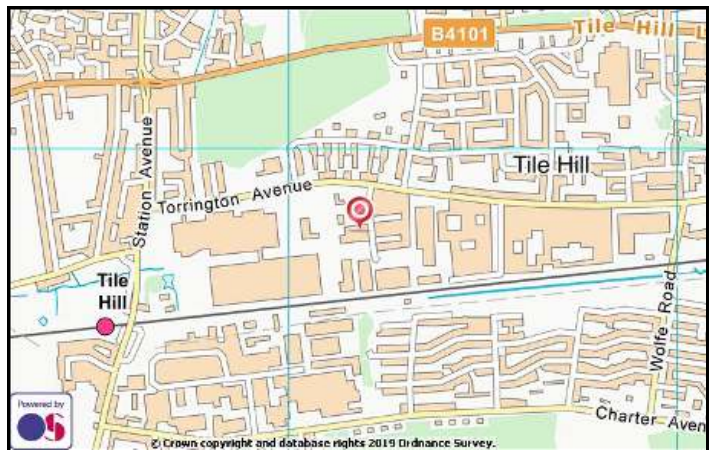 B4101
Tile Hill L
Station Avenue
Torrington Avenue
Tile Hill
Tile
Hill
Wolfe Road
Charter Aven
Powered by
OS
© Crown copyright and database rights 2019 Ordnance Survey.